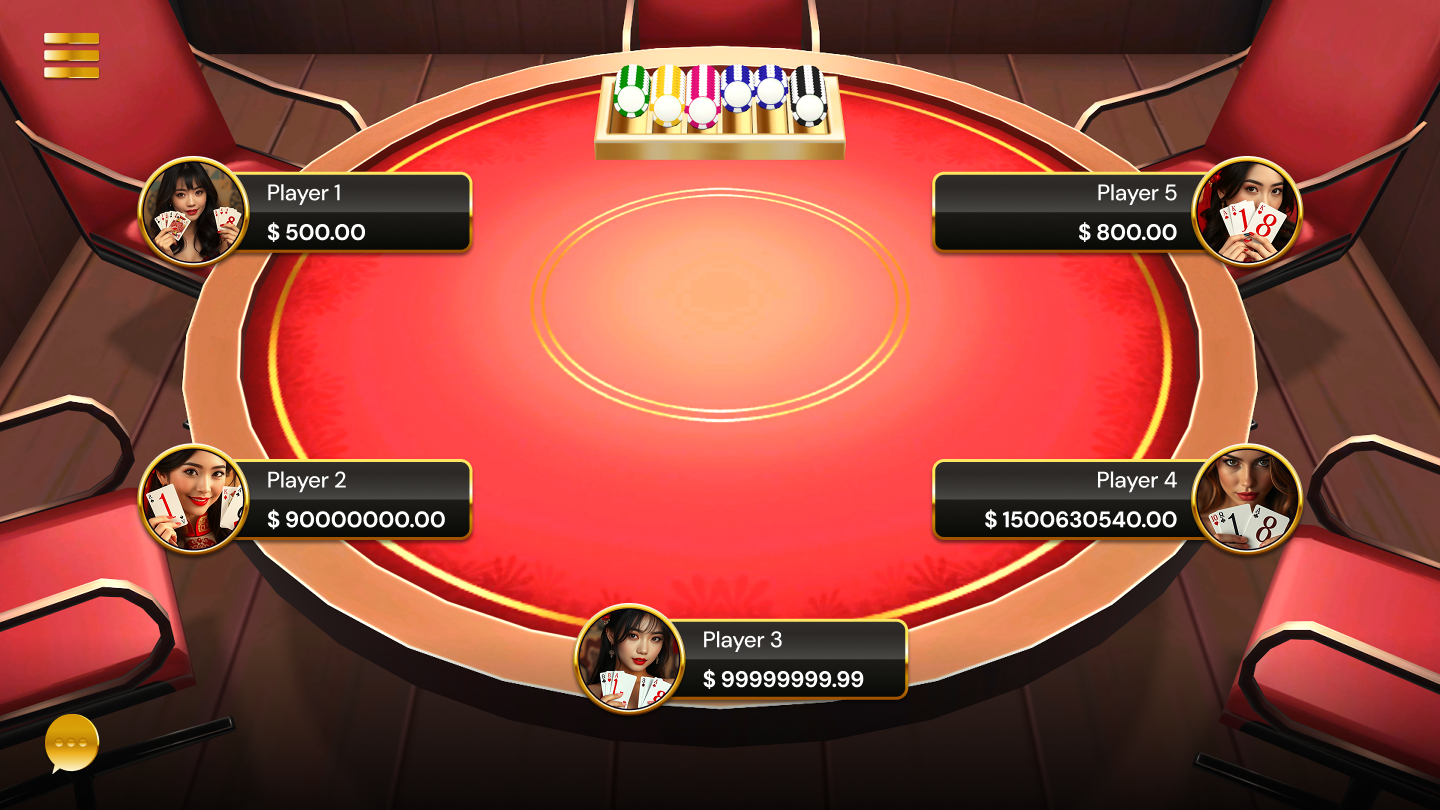 Player 1
$ 500.00
Player 5
$ 800.00
Player 2
$ 90000000.00
Player 4
$ 1500630540.00
Player 3
$ 99999999.99